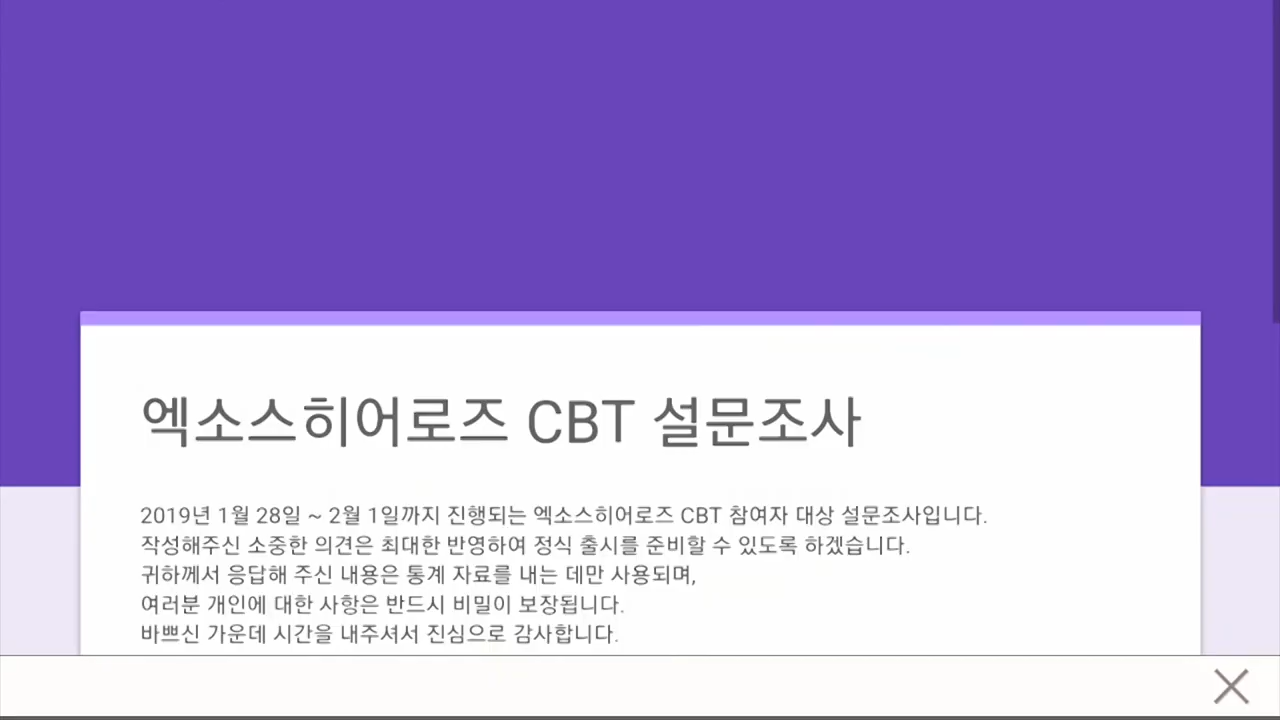 엑소스히어로즈 CBT 설문조사
2019년 1월 28일 ~ 2월 1일까지 진행되는 엑소스히어로즈 CBT 참여자 대상 설문조사입니다.
작성해주신 소중한 의견은 최대한 반영하여 정식 출시를 준비할 수 있도록 하겠습니다.
귀하께서 응답해 주신 내용은 통계 자료를 내는 데만 사용되며,
여러분 개인에 대한 사항은 반드시 비밀이 보장됩니다.
바쁘신 가운데 시간을 내주셔서 진심으로 감사합니다.